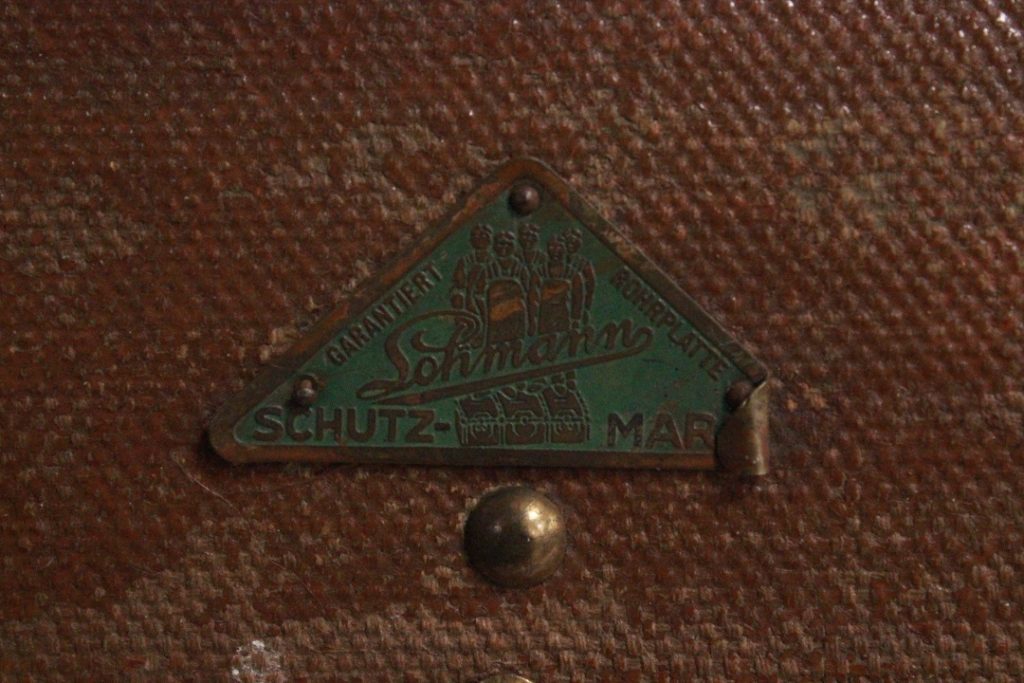 GARANTIERT
ROHRPLATTE
Lohmann
SCHUTZ- MAR